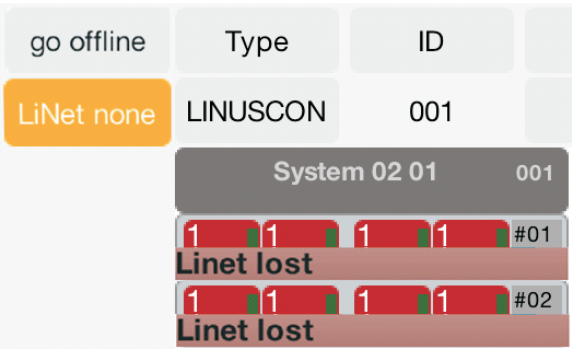 go offline Type ID
LiNet none LINUSCON 001
System 02 01 001
1 1 1 1 #01
Linet lost
1 1 1 1 #02
Linet lost